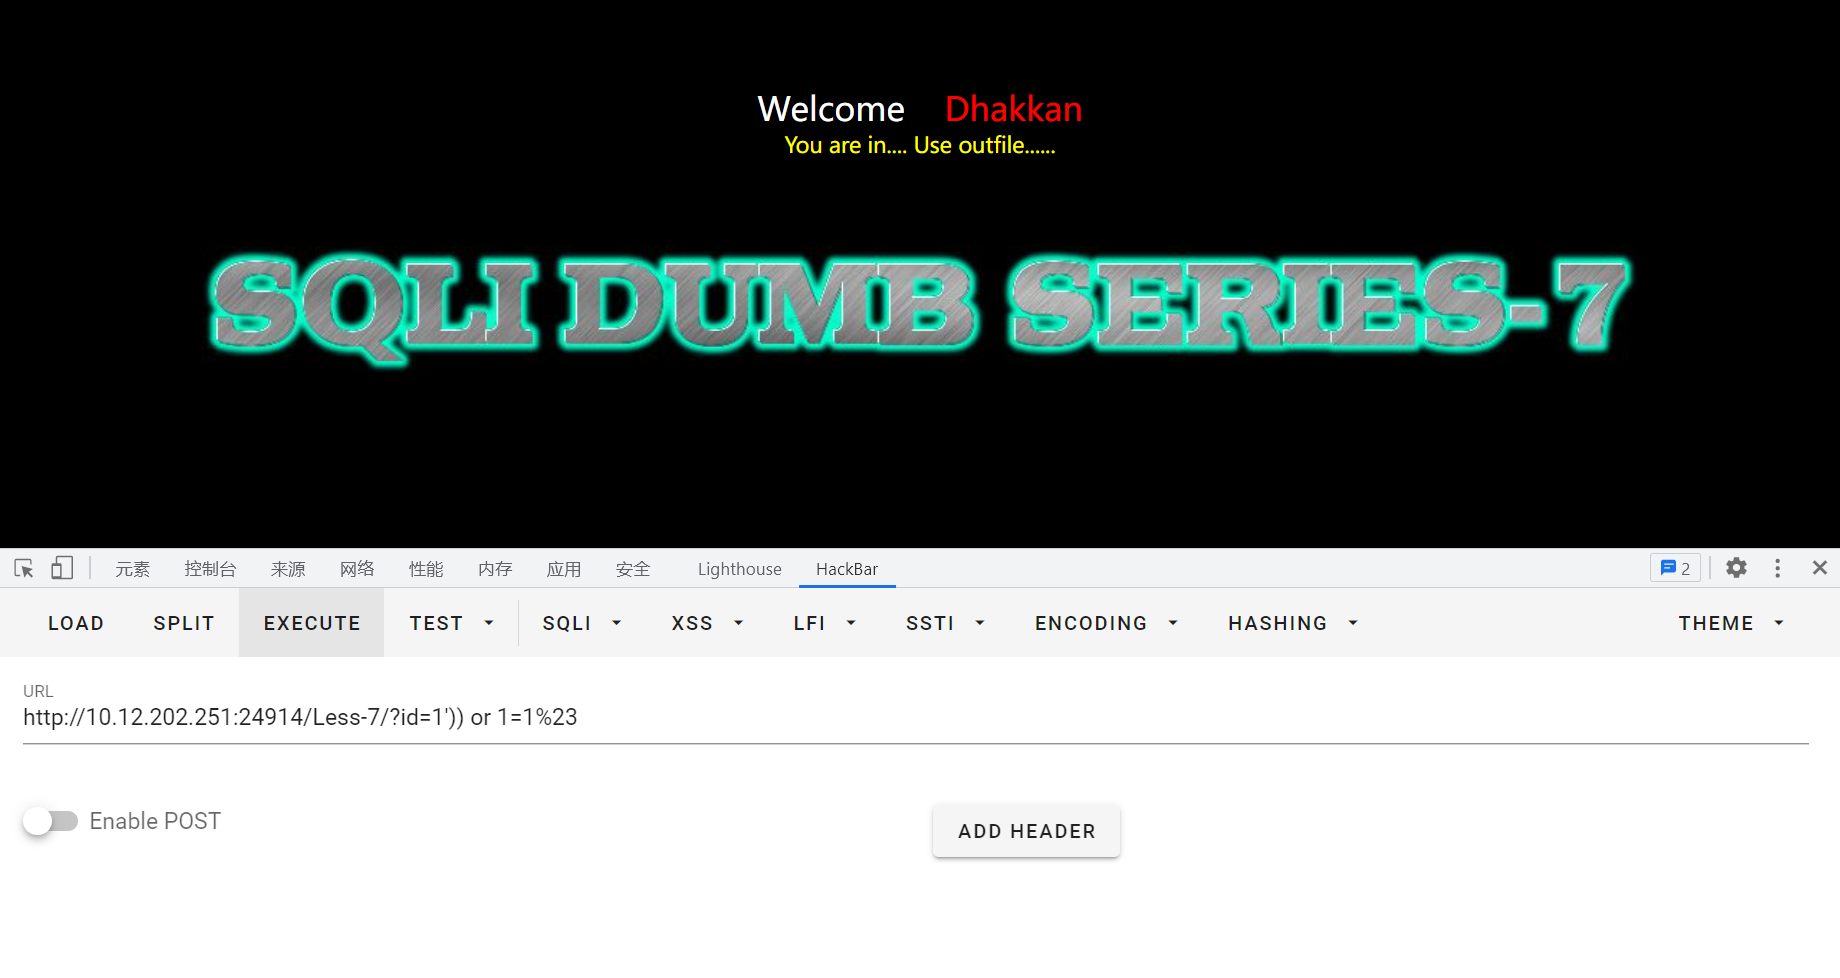 Welcome Dhakkan
You are in.... Use outfile......
SQLI DUMB SERIES-7
元素 控制台 来源 网络 性能 内存 应用 安全 Lighthouse HackBar 2
LOAD SPLIT EXECUTE TEST SQLI XSS LFI SSTI ENCODING HASHING THEME
URL
http://10.12.202.251:24914/Less-7/?id=1')) or 1=1%23
Enable POST
ADD HEADER